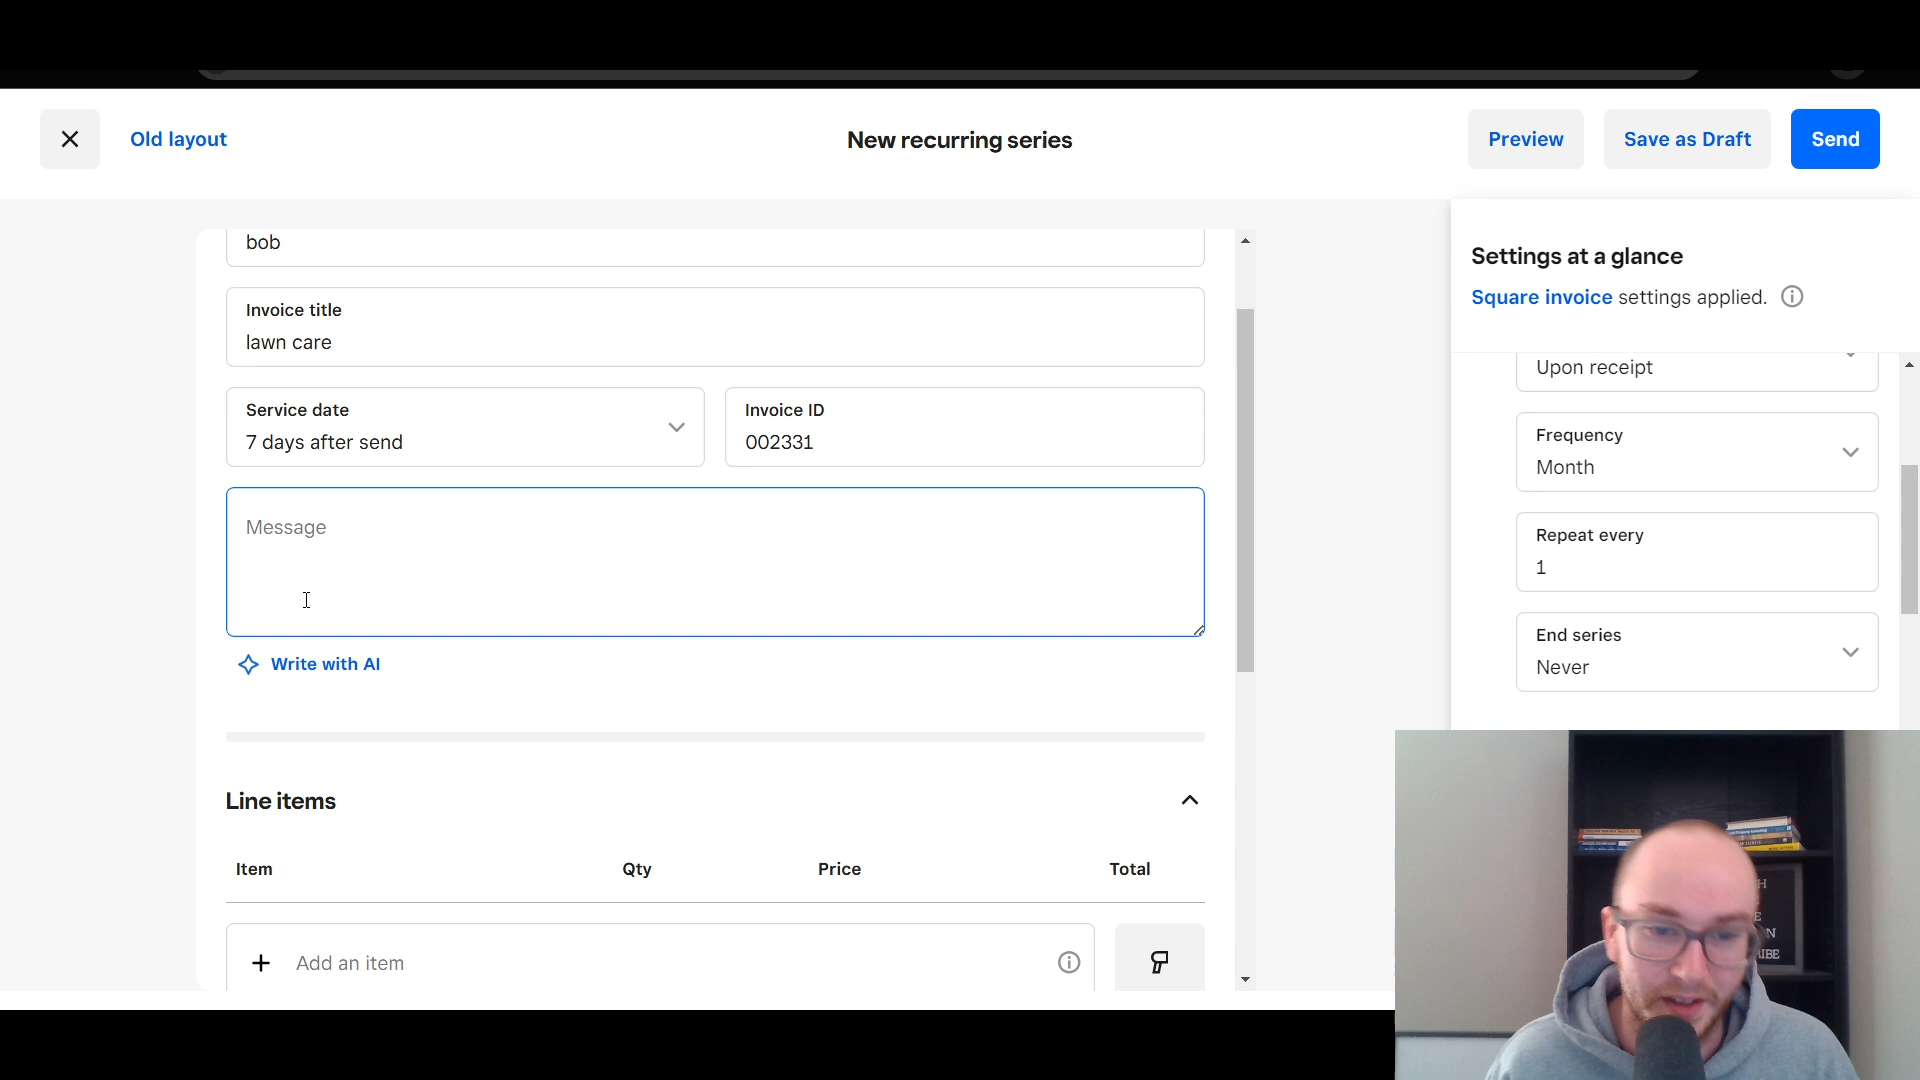 Old layout
New recurring series
Preview
Save as Draft
Send
bob
Invoice title
lawn care
Service date
7 days after send
Invoice ID
002331
Message
Write with AI
Line items
Item Qty Price Total
Add an item
Settings at a glance
Square invoice settings applied.
Upon receipt
Frequency
Month
Repeat every
1
End series
Never